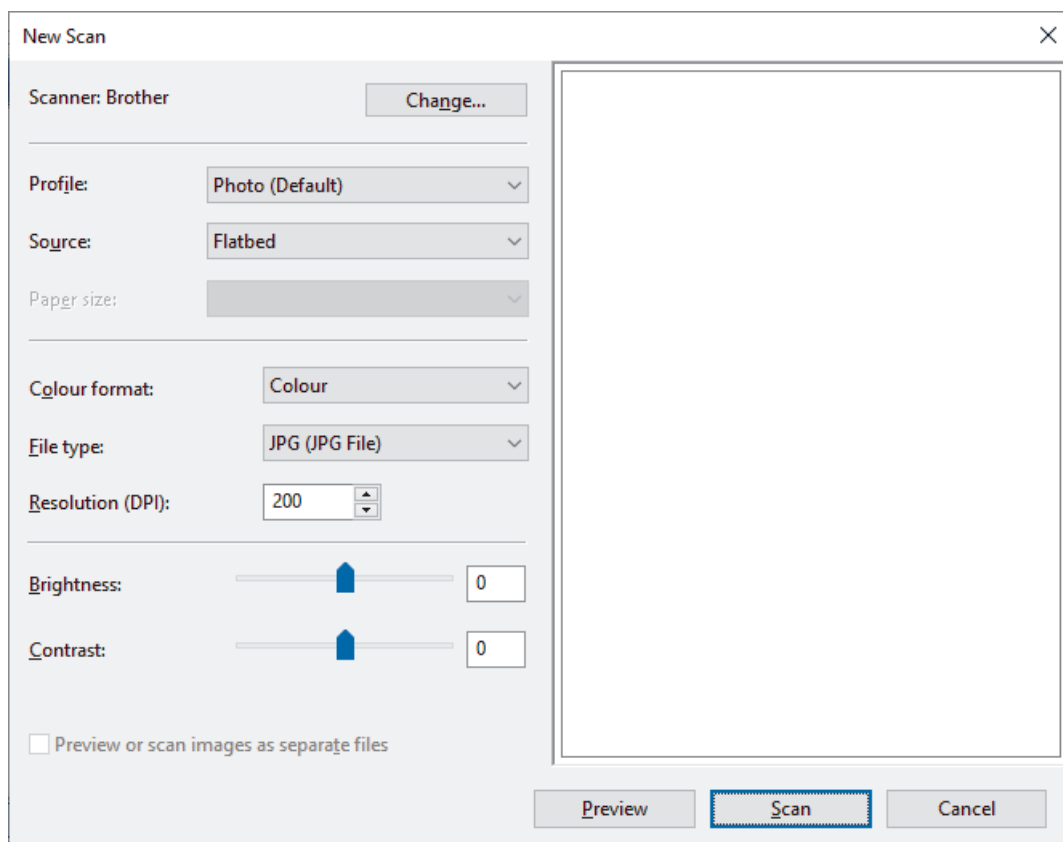 New Scan
Scanner: Brother Change...
Profile: Photo (Default)
Source: Flatbed
Paper size:
Colour format: Colour
File type: JPG (JPG File)
Resolution (DPI): 200
Brightness: 0
Contrast: 0
Preview or scan images as separate files
Preview Scan Cancel